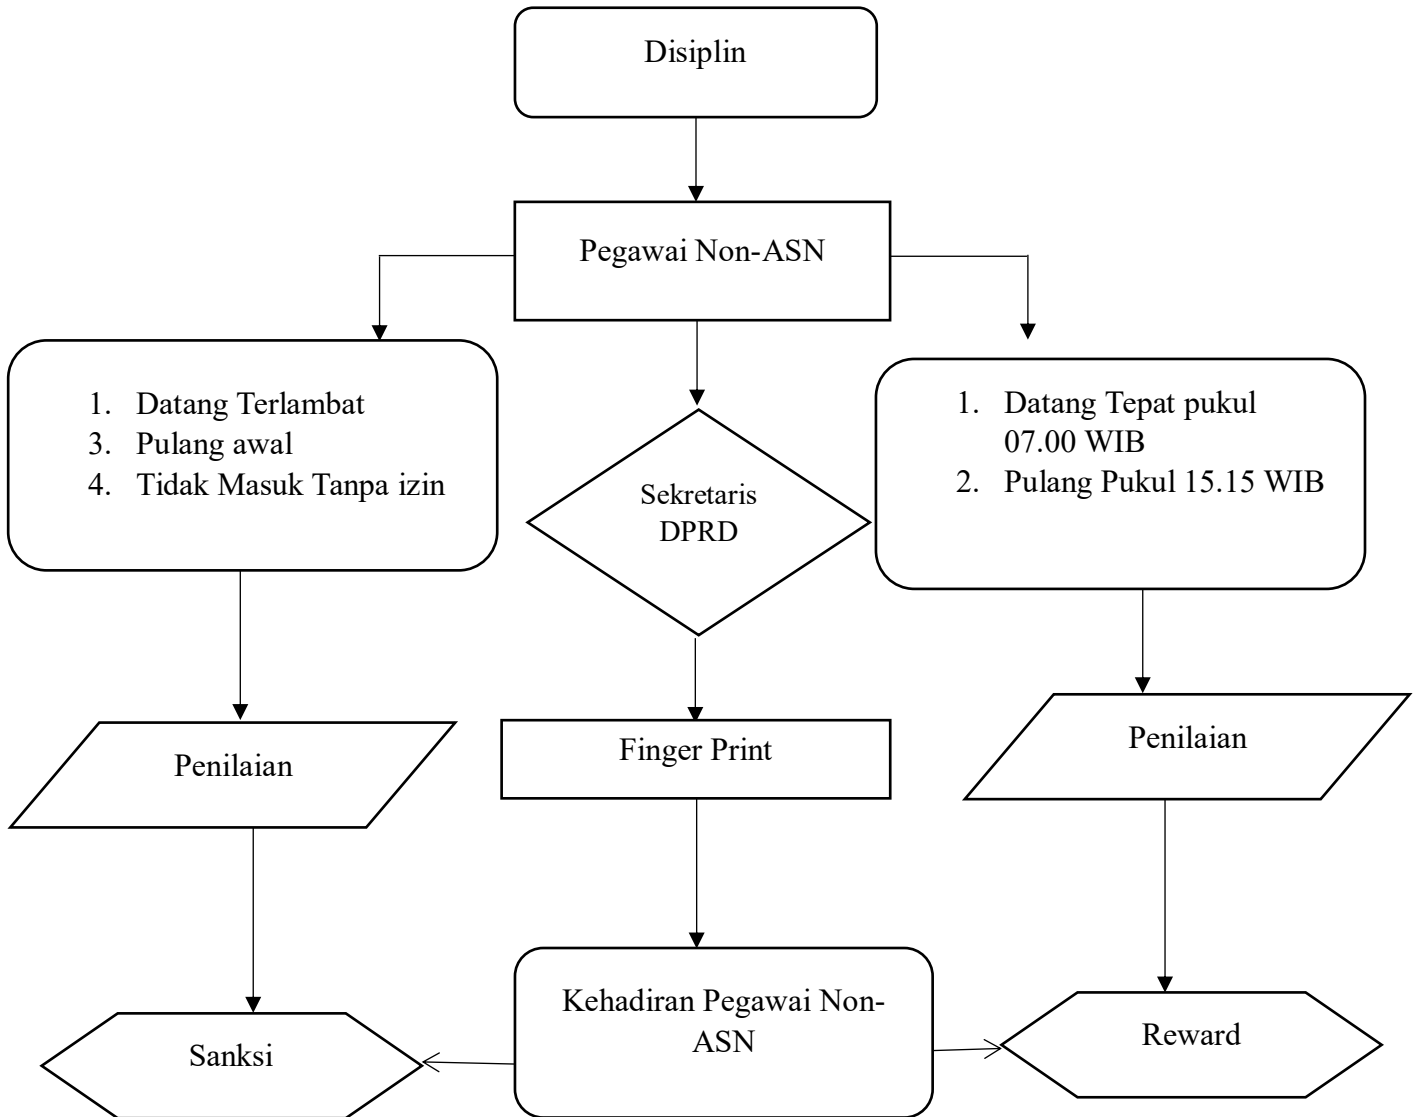 Disiplin
Pegawai Non-ASN
1. Datang Terlambat
3. Pulang awal
4. Tidak Masuk Tanpa izin
Sekretaris
DPRD
1. Datang Tepat pukul
07.00 WIB
2. Pulang Pukul 15.15 WIB
Penilaian
Finger Print
Penilaian
Sanksi
Kehadiran Pegawai Non-
ASN
Reward